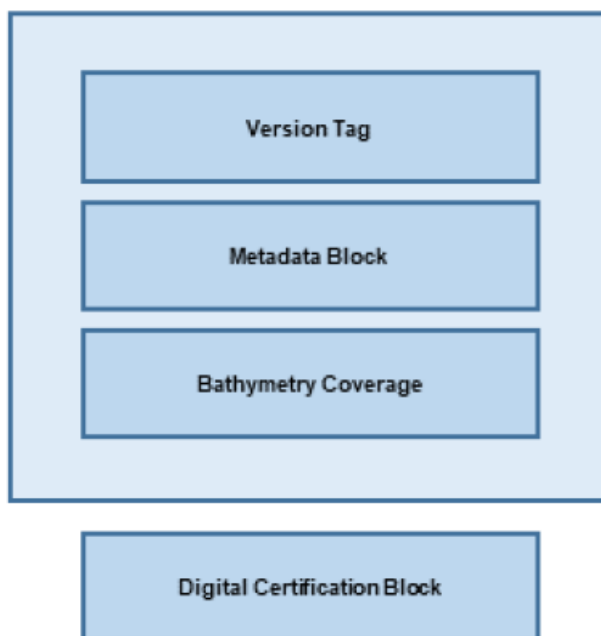 Version Tag
Metadata Block
Bathymetry Coverage
Digital Certification Block